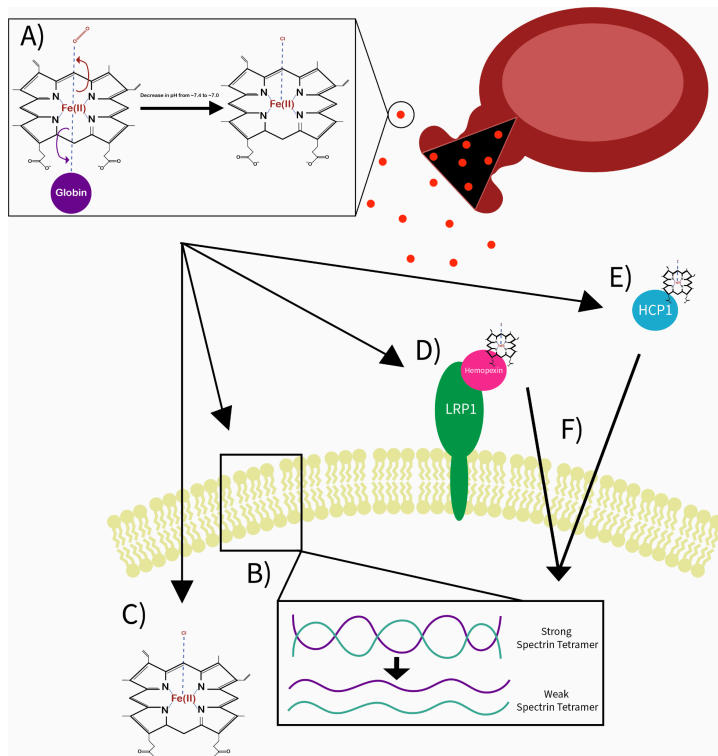 A)
O
O
Cl
N
N
Fe(II)
N
N
Decrease in pH from ~7.4 to ~7.0
N
N
Fe(II)
N
N
O
O⁻
O
O⁻
O
O⁻
O
O⁻
Globin
E)
HCP1
D)
Hemopexin
LRP1
F)
B)
C)
Cl
N
N
Fe(II)
N
N
O
O
Strong
Spectrin Tetramer
Weak
Spectrin Tetramer